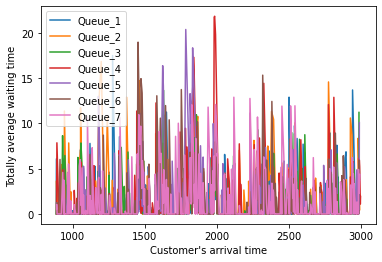 Totally average waiting time
20
15
10
5
0
Queue_1
Queue_2
Queue_3
Queue_4
Queue_5
Queue_6
Queue_7
1000 1500 2000 2500 3000
Customer's arrival time